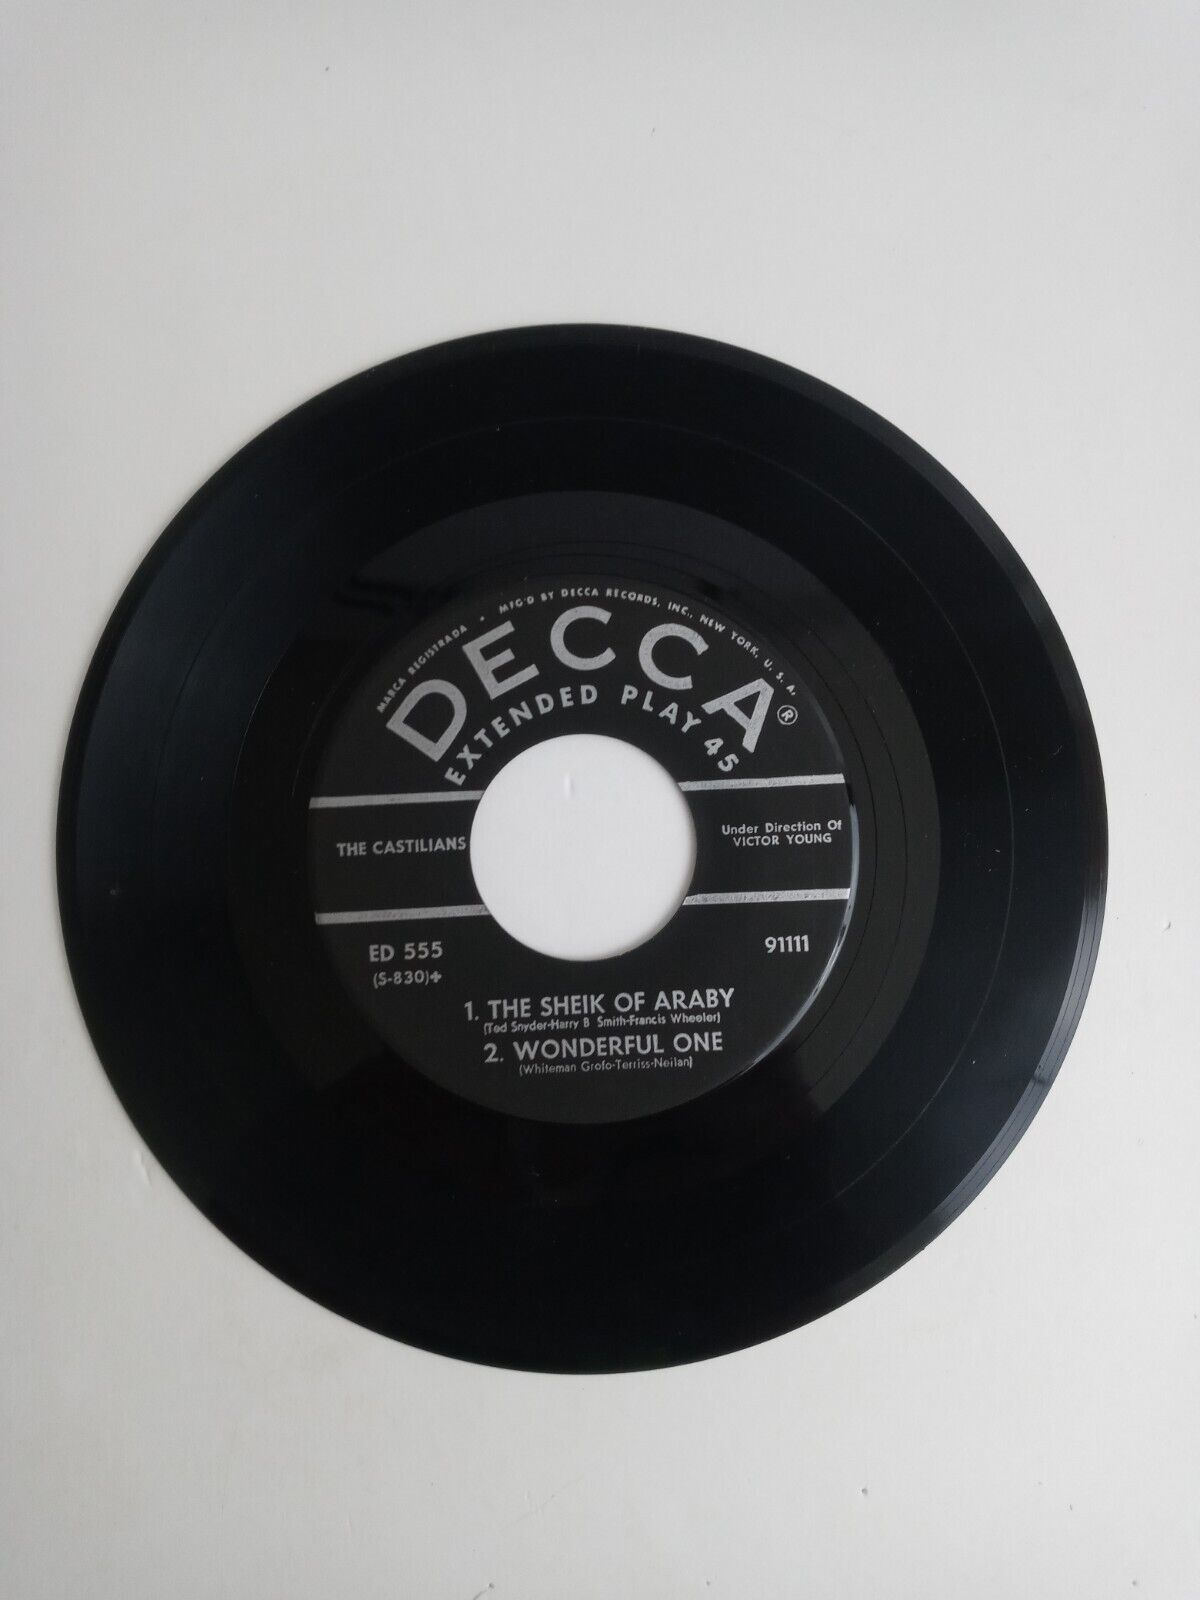 MARCA REGISTRADA • MFG'D BY DECCA RECORDS, INC., NEW YORK, U. S. A.
DECCA®
EXTENDED PLAY 45
THE CASTILIANS
Under Direction Of
VICTOR YOUNG
ED 555
(S-830)+
91111
1. THE SHEIK OF ARABY
(Ted Snyder-Harry B Smith-Francis Wheeler)
2. WONDERFUL ONE
(Whiteman Grofo-Terriss-Neilan)